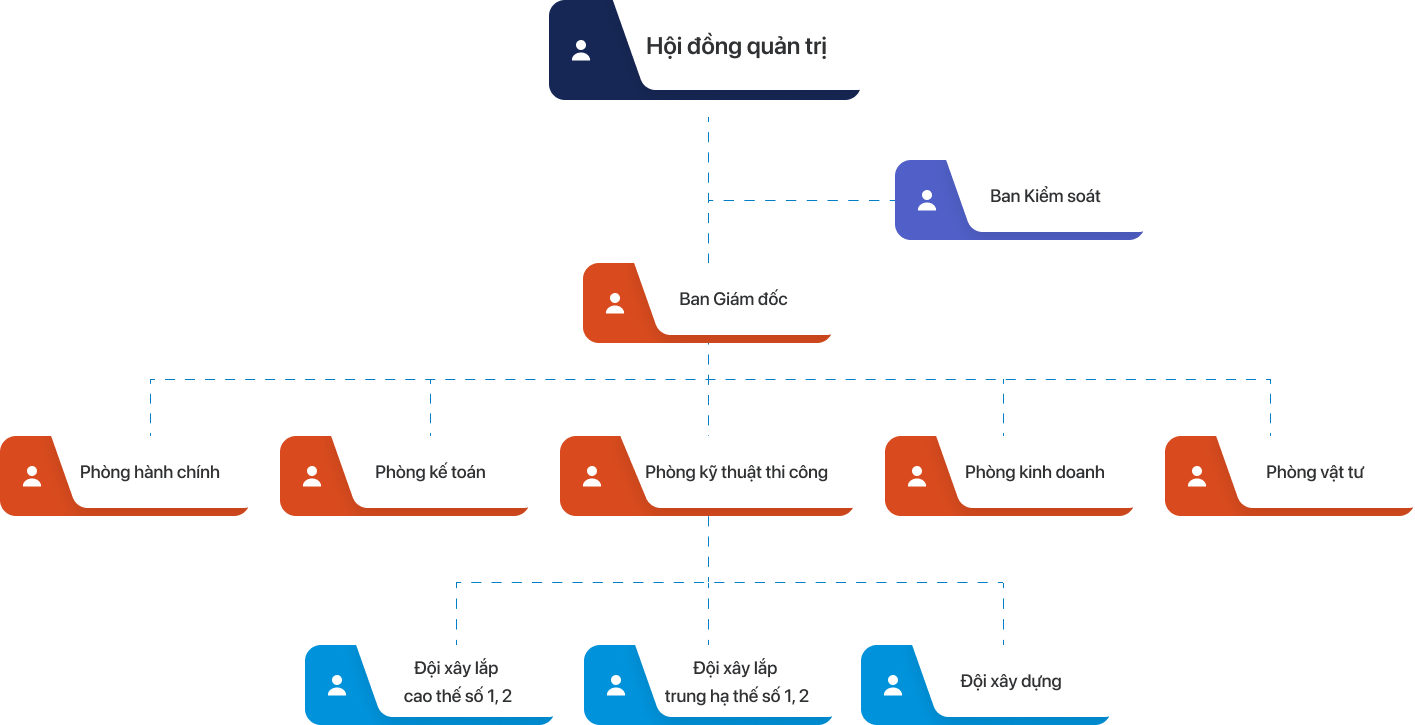 Hội đồng quản trị
Ban Kiểm soát
Ban Giám đốc
Phòng hành chính
Phòng kế toán
Phòng kỹ thuật thi công
Phòng kinh doanh
Phòng vật tư
Đội xây lắp
cao thế số 1, 2
Đội xây lắp
trung hạ thế số 1, 2
Đội xây dựng